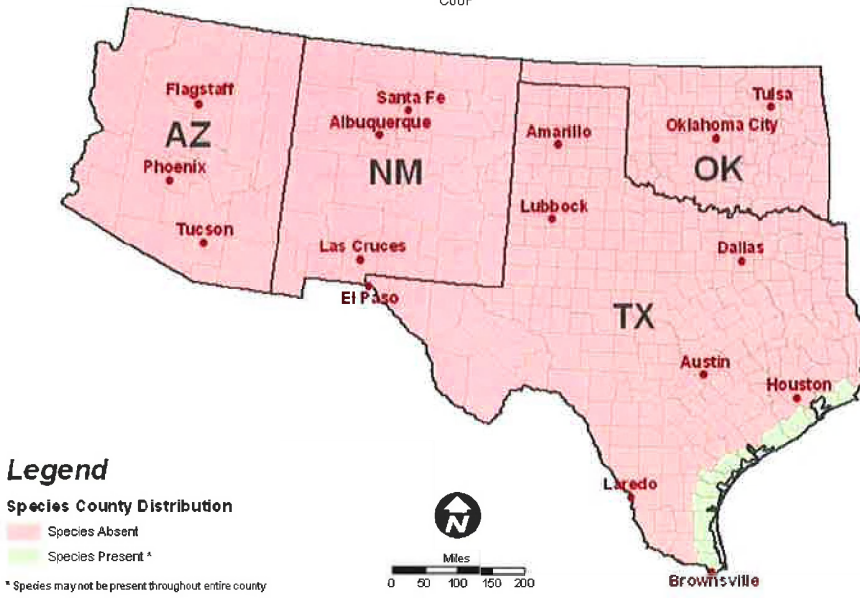 Flagstaff
AZ
Phoenix
Tucson
Santa Fe
Albuquerque
NM
Las Cruces
El Paso
Amarillo
Lubbock
Tulsa
Oklahoma City
OK
Dallas
TX
Austin
Houston
Laredo
Brownsville
Legend
Species County Distribution
Species Absent
Species Present *
* Species may not be present throughout entire county
N
Miles
0 50 100 150 200